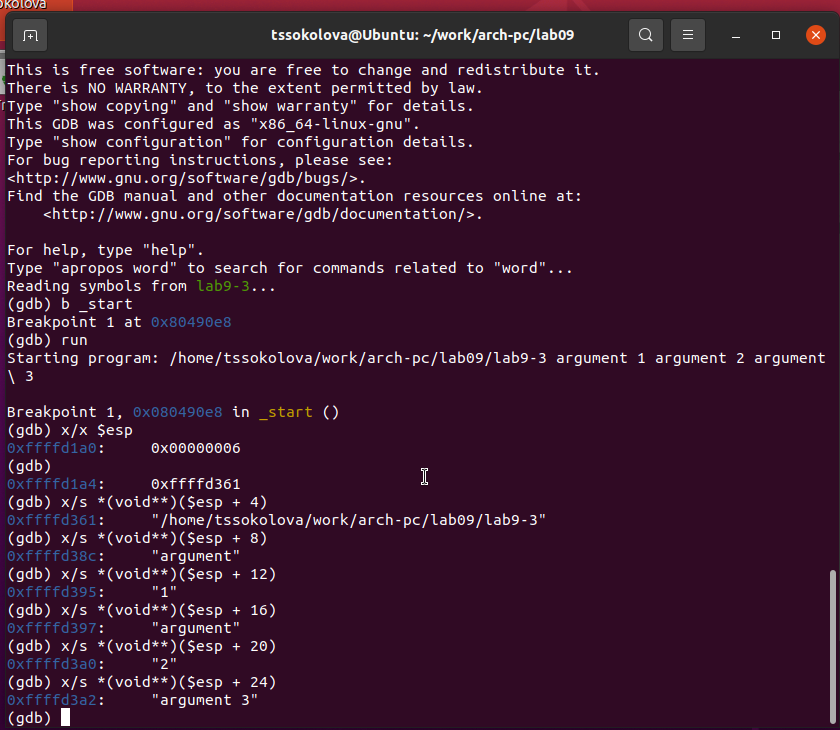 okolova
tssokolova@Ubuntu: ~/work/arch-pc/lab09
This is free software: you are free to change and redistribute it.
There is NO WARRANTY, to the extent permitted by law.
Type "show copying" and "show warranty" for details.
This GDB was configured as "x86_64-linux-gnu".
Type "show configuration" for configuration details.
For bug reporting instructions, please see:
<http://www.gnu.org/software/gdb/bugs/>.
Find the GDB manual and other documentation resources online at:
    <http://www.gnu.org/software/gdb/documentation/>.
For help, type "help".
Type "apropos word" to search for commands related to "word"...
Reading symbols from lab9-3...
(gdb) b _start
Breakpoint 1 at 0x80490e8
(gdb) run
Starting program: /home/tssokolova/work/arch-pc/lab09/lab9-3 argument 1 argument 2 argument
\ 3
Breakpoint 1, 0x080490e8 in _start ()
(gdb) x/x $esp
0xffffd1a0:     0x00000006
(gdb)
0xffffd1a4:     0xffffd361
(gdb) x/s *(void**)($esp + 4)
0xffffd361:     "/home/tssokolova/work/arch-pc/lab09/lab9-3"
(gdb) x/s *(void**)($esp + 8)
0xffffd38c:     "argument"
(gdb) x/s *(void**)($esp + 12)
0xffffd395:     "1"
(gdb) x/s *(void**)($esp + 16)
0xffffd397:     "argument"
(gdb) x/s *(void**)($esp + 20)
0xffffd3a0:     "2"
(gdb) x/s *(void**)($esp + 24)
0xffffd3a2:     "argument 3"
(gdb)